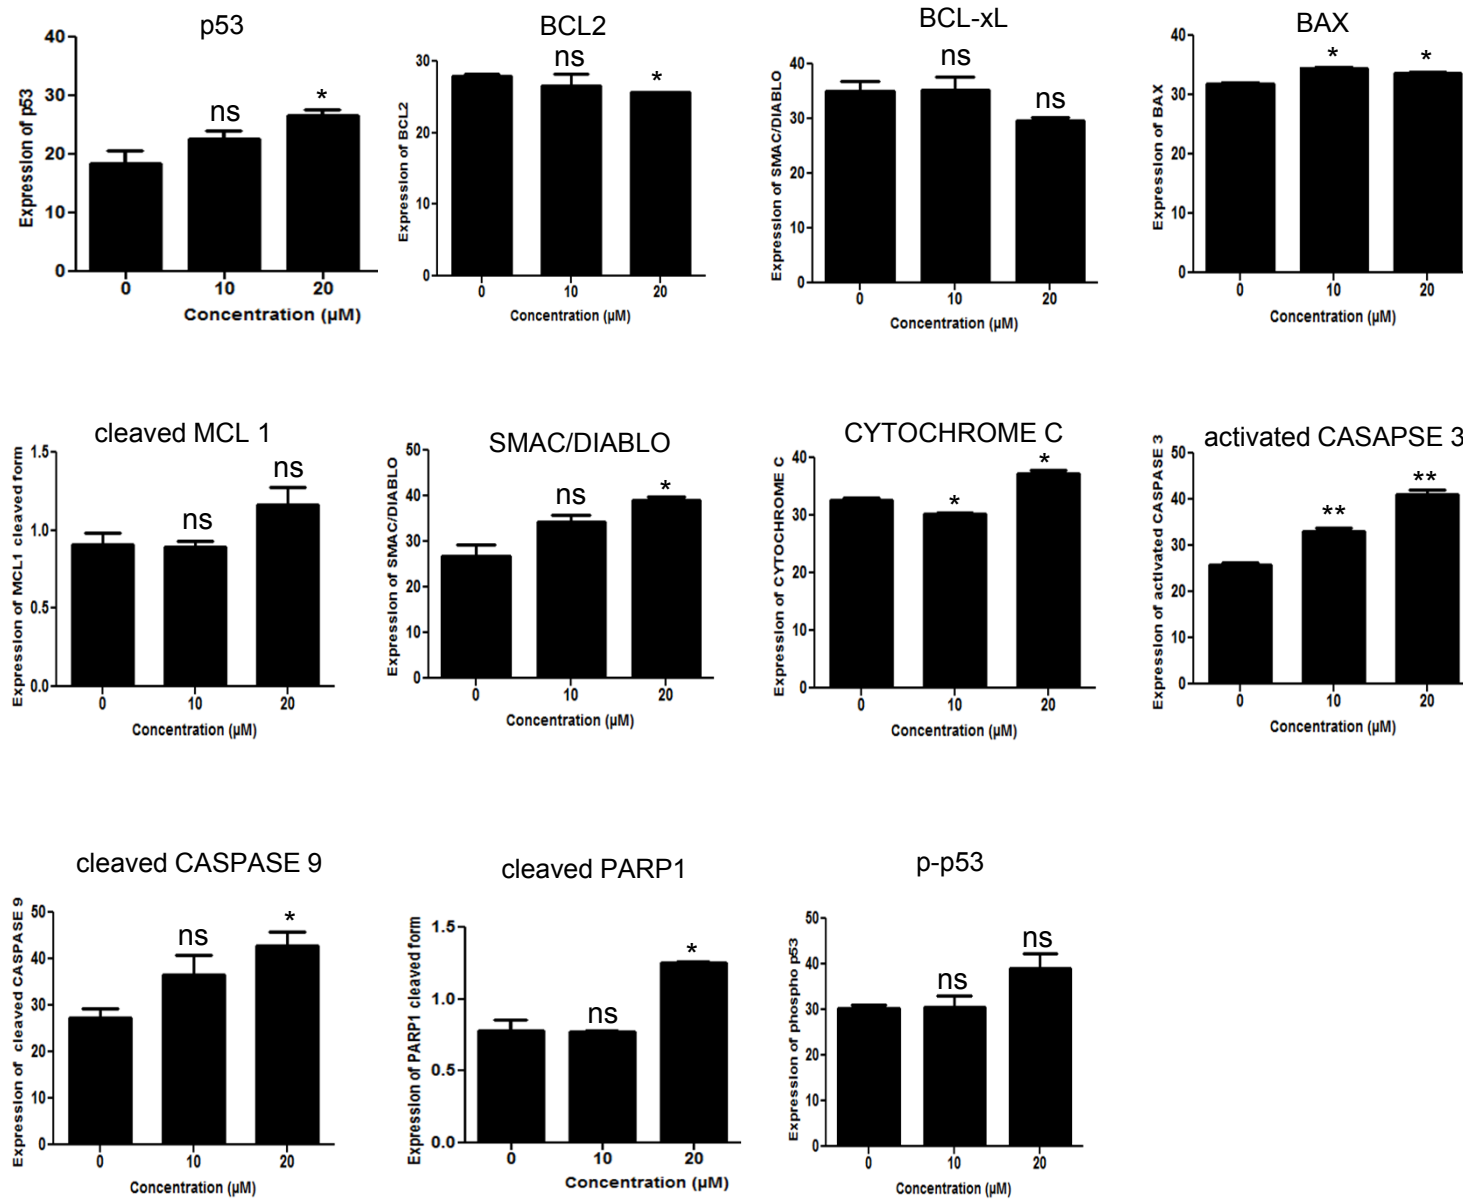 p53
40
30
20
10
0
Expression of p53
ns
*
0 10 20
Concentration (µM)
BCL2
30
20
10
0
Expression of BCL2
ns
*
0 10 20
Concentration (µM)
BCL-xL
40
30
20
10
0
Expression of SMAC/DIABLO
ns
ns
0 10 20
Concentration (µM)
BAX
40
30
20
10
0
Expression of BAX
*
*
0 10 20
Concentration (µM)
cleaved MCL 1
1.5
1.0
0.5
0.0
Expression of MCL1 cleaved form
ns
ns
0 10 20
Concentration (µM)
SMAC/DIABLO
50
40
30
20
10
0
Expression of SMAC/DIABLO
ns
*
0 10 20
Concentration (µM)
CYTOCHROME C
40
30
20
10
0
Expression of CYTOCHROME C
*
*
0 10 20
Concentration (µM)
activated CASAPSE 3
50
40
30
20
10
0
Expression of activated CASPASE 3
**
**
0 10 20
Concentration (µM)
cleaved CASPASE 9
50
40
30
20
10
0
Expression of cleaved CASPASE 9
ns
*
0 10 20
Concentration (µM)
cleaved PARP1
1.5
1.0
0.5
0.0
Expression of PARP1 cleaved form
ns
*
0 10 20
Concentration (µM)
p-p53
50
40
30
20
10
0
Expression of phospho p53
ns
ns
0 10 20
Concentration (µM)